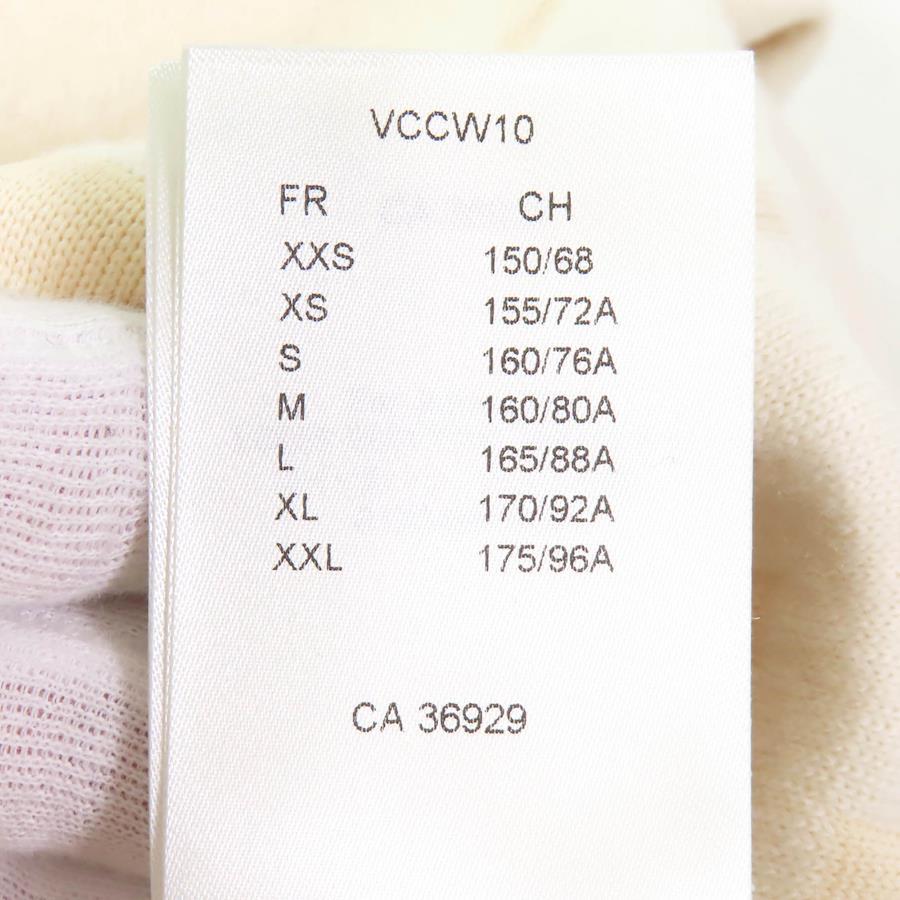 VCCW10
FR CH
XXS 150/68
XS 155/72A
S 160/76A
M 160/80A
L 165/88A
XL 170/92A
XXL 175/96A
CA 36929